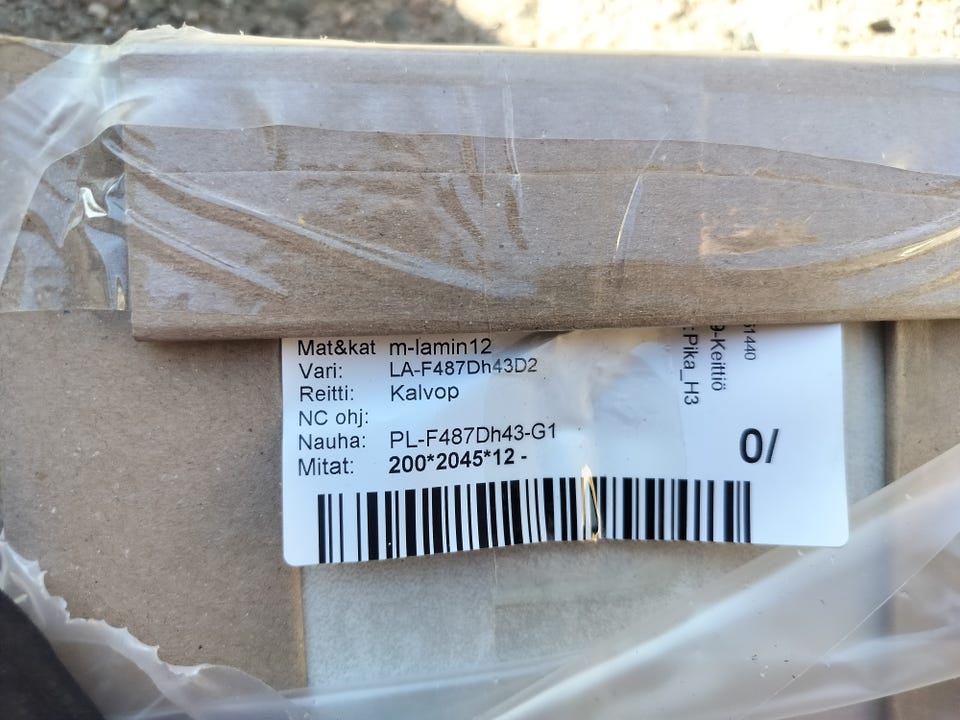 Mat&kat m-lamin12
Vari: LA-F487Dh43D2
Reitti: Kalvop
NC ohj:
Nauha: PL-F487Dh43-G1
Mitat: 200*2045*12 -
0/
Pika_H3
-Keittiö
1440